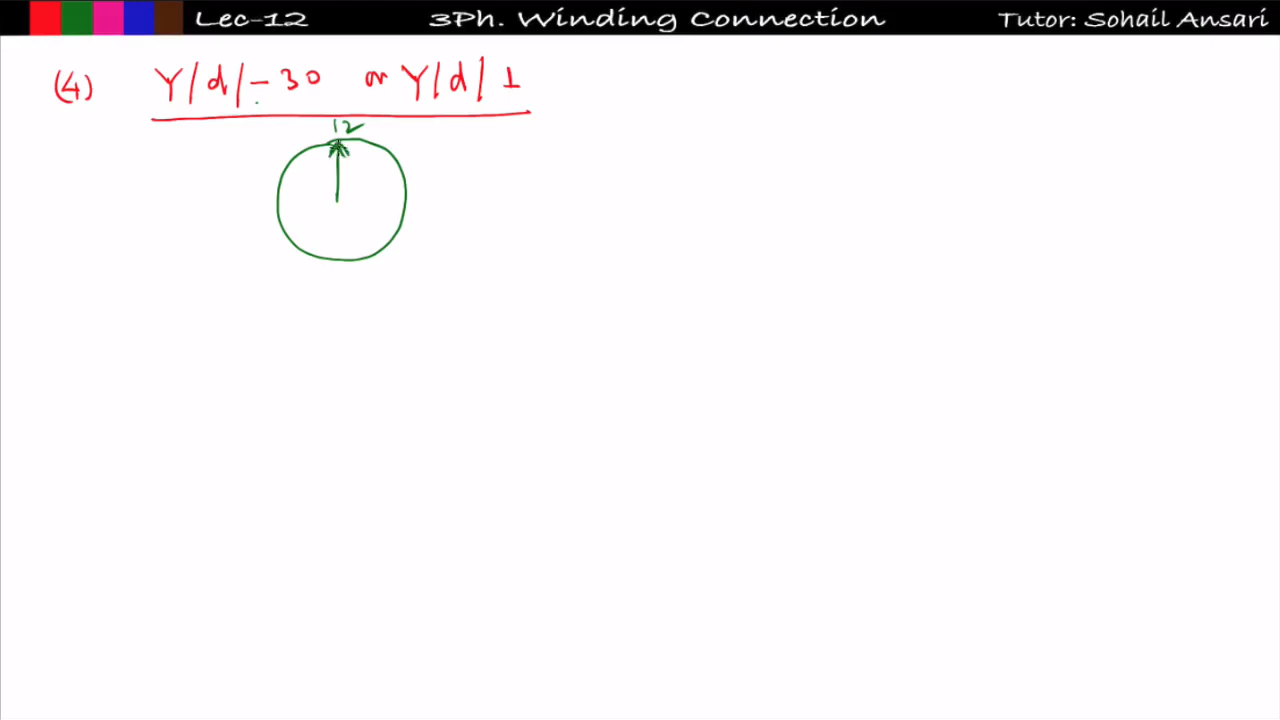 Lec-12 3Ph. Winding Connection Tutor: Sohail Ansari
(4) Y/d/-30 or Y/d/1
12